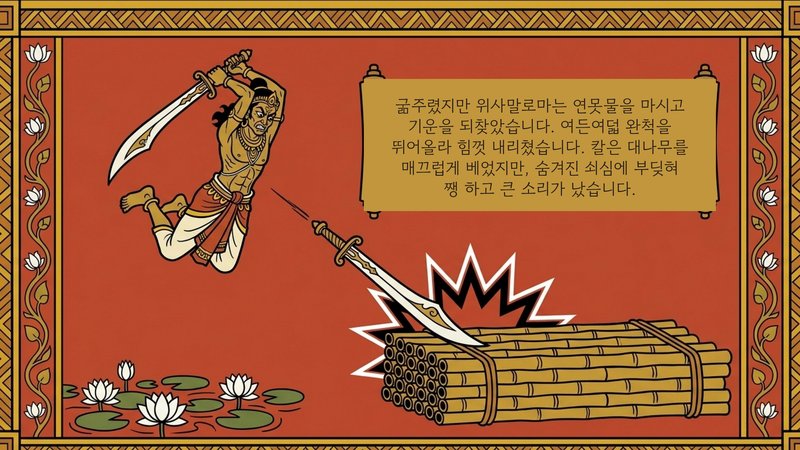 굶주렸지만 위사말로마는 연못물을 마시고
기운을 되찾았습니다. 여든여덟 완척을
뛰어올라 힘껏 내리쳤습니다. 칼은 대나무를
매끄럽게 베었지만, 숨겨진 쇠심에 부딪혀
쨍 하고 큰 소리가 났습니다.